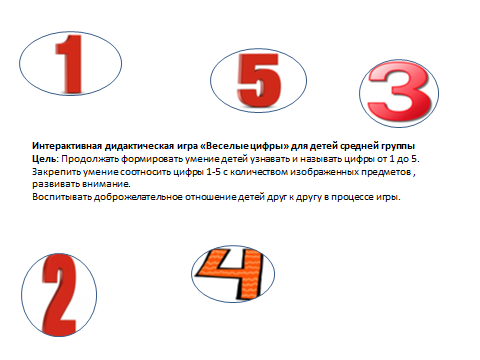 1
5
3
Интерактивная дидактическая игра «Веселые цифры» для детей средней группы
Цель: Продолжать формировать умение детей узнавать и называть цифры от 1 до 5.
Закрепить умение соотносить цифры 1-5 с количеством изображенных предметов ,
развивать внимание.
Воспитывать доброжелательное отношение детей друг к другу в процессе игры.
2
4